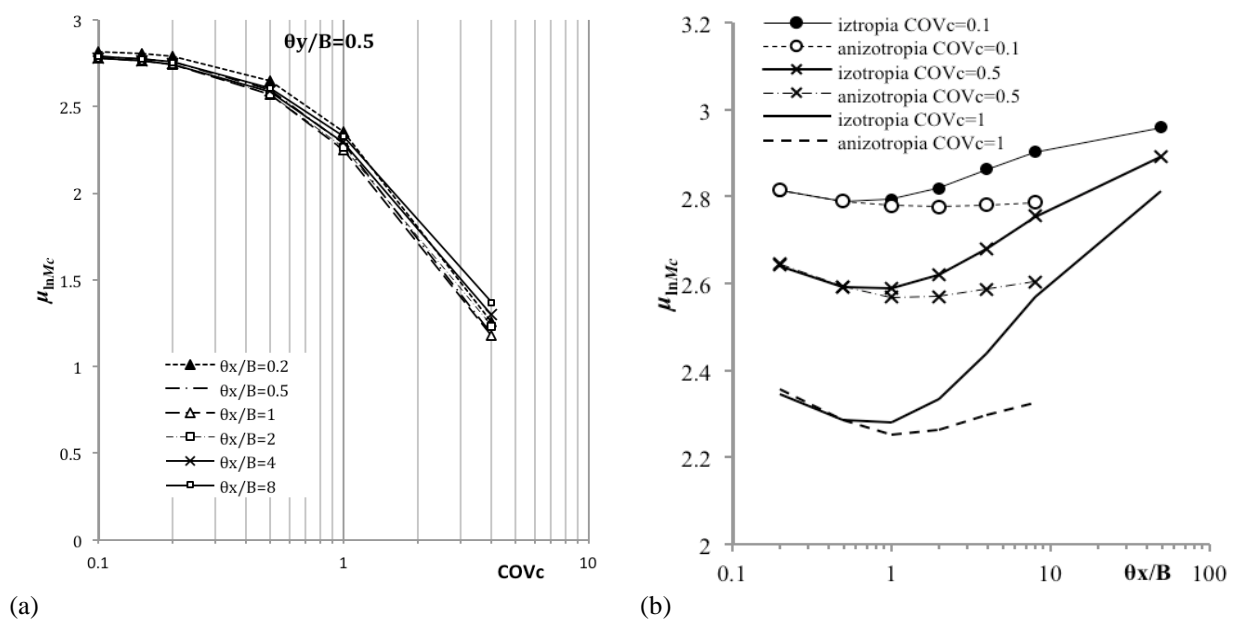 3
2.5
2
1.5
1
0.5
0
θy/B=0.5
μlnMc
θx/B=0.2
θx/B=0.5
θx/B=1
θx/B=2
θx/B=4
θx/B=8
0.1
1
10
COVc
(a)
3.2
3
2.8
2.6
2.4
2.2
2
iztropia COVc=0.1
anizotropia COVc=0.1
izotropia COVc=0.5
anizotropia COVc=0.5
izotropia COVc=1
anizotropia COVc=1
μlnMc
0.1
1
10
θx/B
100
(b)